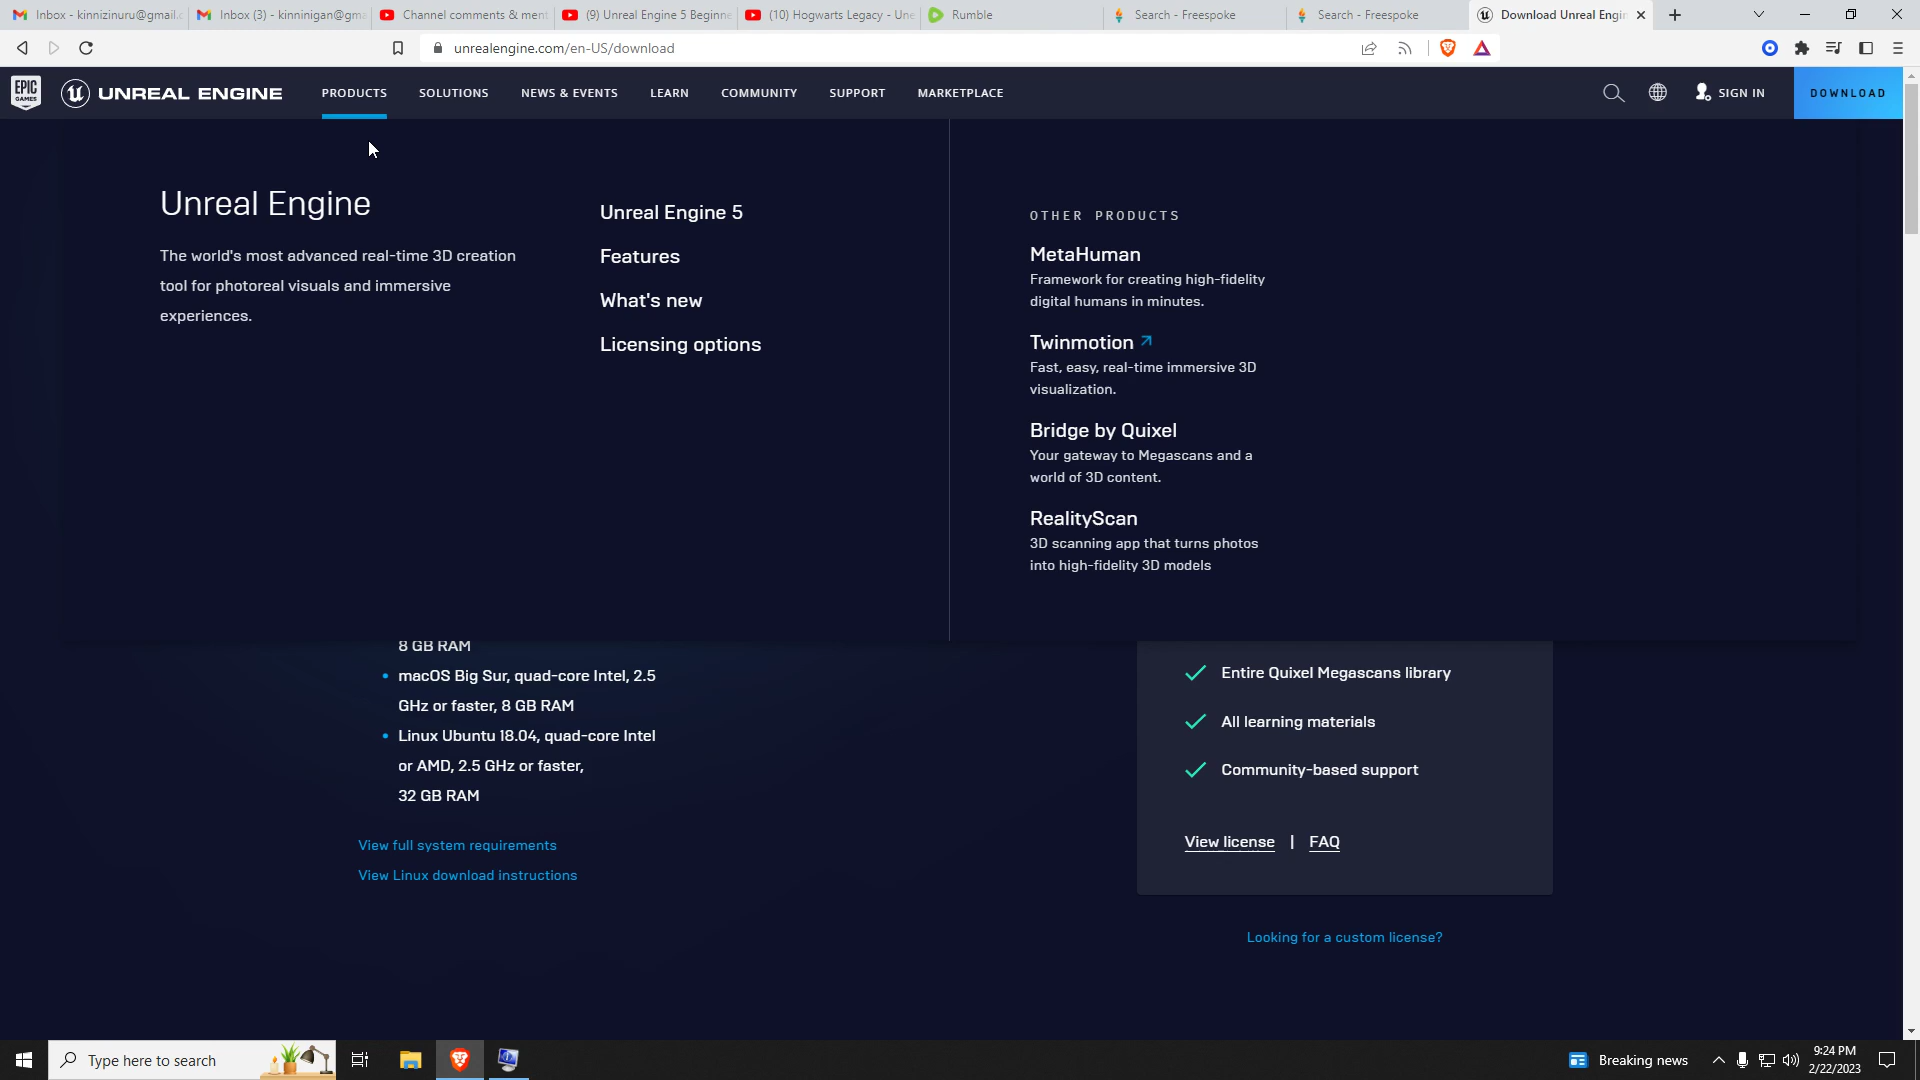 Inbox - kinnizinuru@gmail.c
Inbox (3) - kinninigan@gma
Channel comments & ment
(9) Unreal Engine 5 Beginne
(10) Hogwarts Legacy - Une
Rumble
Search - Freespoke
Search - Freespoke
Download Unreal Engin
unrealengine.com/en-US/download
EPIC GAMES
UNREAL ENGINE
PRODUCTS
SOLUTIONS
NEWS & EVENTS
LEARN
COMMUNITY
SUPPORT
MARKETPLACE
SIGN IN
DOWNLOAD
Unreal Engine
The world's most advanced real-time 3D creation
tool for photoreal visuals and immersive
experiences.
Unreal Engine 5
Features
What's new
Licensing options
OTHER PRODUCTS
MetaHuman
Framework for creating high-fidelity
digital humans in minutes.
Twinmotion
Fast, easy, real-time immersive 3D
visualization.
Bridge by Quixel
Your gateway to Megascans and a
world of 3D content.
RealityScan
3D scanning app that turns photos
into high-fidelity 3D models
8 GB RAM
macOS Big Sur, quad-core Intel, 2.5
GHz or faster, 8 GB RAM
Linux Ubuntu 18.04, quad-core Intel
or AMD, 2.5 GHz or faster,
32 GB RAM
View full system requirements
View Linux download instructions
Entire Quixel Megascans library
All learning materials
Community-based support
View license | FAQ
Looking for a custom license?
Type here to search
Breaking news
9:24 PM
2/22/2023